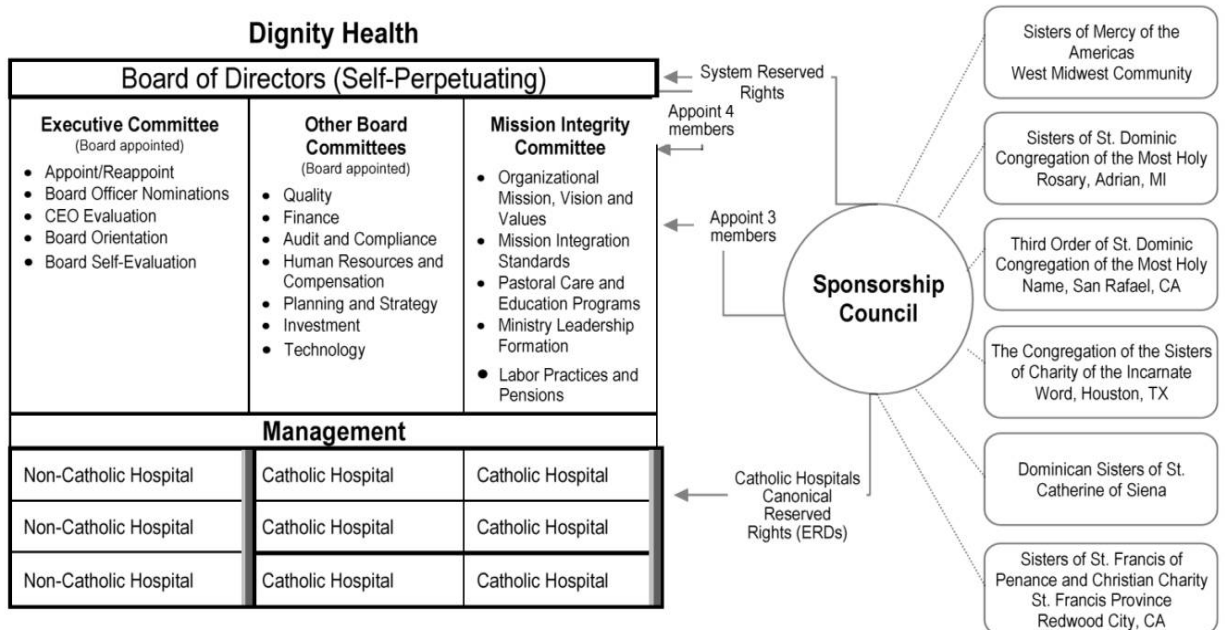 Dignity Health
Board of Directors (Self-Perpetuating)
Executive Committee
(Board appointed)
• Appoint/Reappoint
• Board Officer Nominations
• CEO Evaluation
• Board Orientation
• Board Self-Evaluation
Other Board
Committees
(Board appointed)
• Quality
• Finance
• Audit and Compliance
• Human Resources and
Compensation
• Planning and Strategy
• Investment
• Technology
Mission Integrity
Committee
• Organizational
Mission, Vision and
Values
• Mission Integration
Standards
• Pastoral Care and
Education Programs
• Ministry Leadership
Formation
• Labor Practices and
Pensions
Management
Non-Catholic Hospital
Catholic Hospital
Catholic Hospital
Non-Catholic Hospital
Catholic Hospital
Catholic Hospital
Non-Catholic Hospital
Catholic Hospital
Catholic Hospital
System Reserved
Rights
Appoint 4
members
Appoint 3
members
Catholic Hospitals
Canonical
Reserved
Rights (ERDs)
Sponsorship
Council
Sisters of Mercy of the
Americas
West Midwest Community
Sisters of St. Dominic
Congregation of the Most Holy
Rosary, Adrian, MI
Third Order of St. Dominic
Congregation of the Most Holy
Name, San Rafael, CA
The Congregation of the Sisters
of Charity of the Incarnate
Word, Houston, TX
Dominican Sisters of St.
Catherine of Siena
Sisters of St. Francis of
Penance and Christian Charity
St. Francis Province
Redwood City, CA